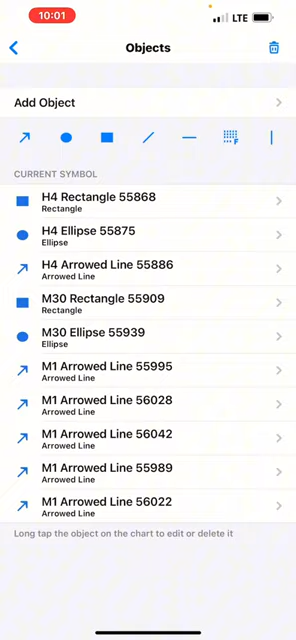 10:01
LTE
Objects
Add Object
F
CURRENT SYMBOL
H4 Rectangle 55868
Rectangle
H4 Ellipse 55875
Ellipse
H4 Arrowed Line 55886
Arrowed Line
M30 Rectangle 55909
Rectangle
M30 Ellipse 55939
Ellipse
M1 Arrowed Line 55995
Arrowed Line
M1 Arrowed Line 56028
Arrowed Line
M1 Arrowed Line 56042
Arrowed Line
M1 Arrowed Line 55989
Arrowed Line
M1 Arrowed Line 56022
Arrowed Line
Long tap the object on the chart to edit or delete it